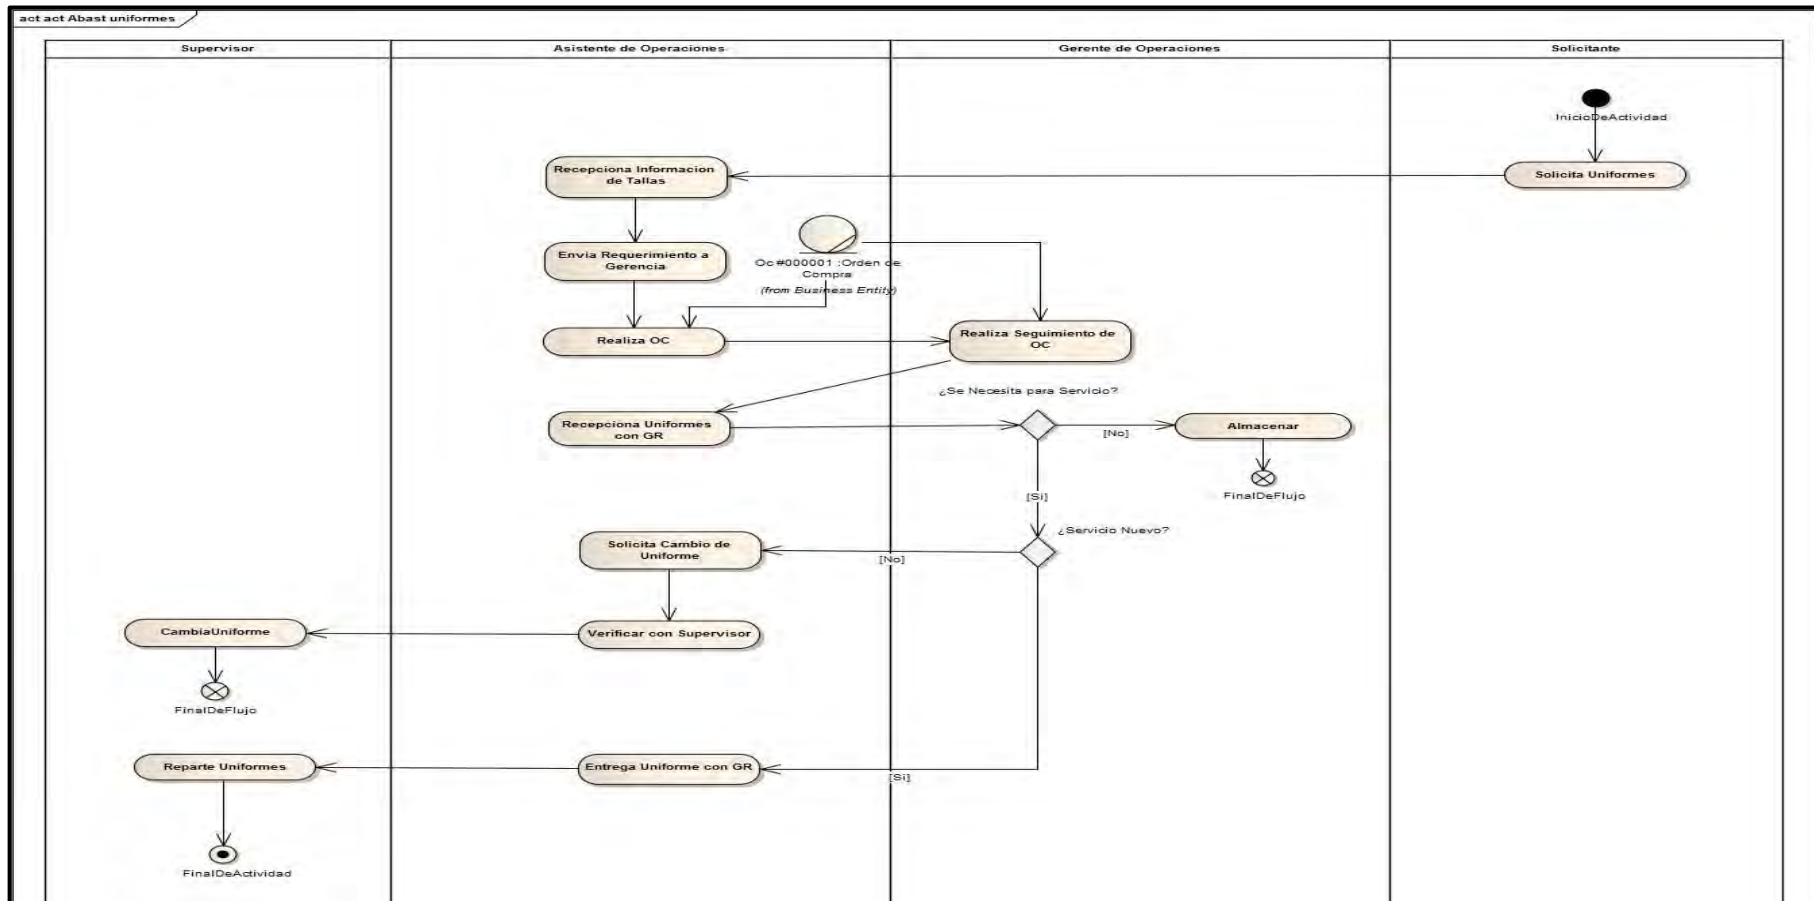 act act Abast uniformes
Supervisor
Asistente de Operaciones
Gerente de Operaciones
Solicitante
InicioDeActividad
Recepciona Informacion
de Tallas
Solicita Uniformes
Envia Requerimiento a
Gerencia
Oc #000001 :Orden de
Compra
(from Business Entity)
Realiza OC
Realiza Seguimiento de
OC
¿Se Necesita para Servicio?
Recepciona Uniformes
con GR
[No]
Almacenar
FinalDeFlujo
[Si]
¿Servicio Nuevo?
Solicita Cambio de
Uniforme
[No]
CambiaUniforme
Verificar con Supervisor
FinalDeFlujo
Reparte Uniformes
Entrega Uniforme con GR
[Si]
FinalDeActividad